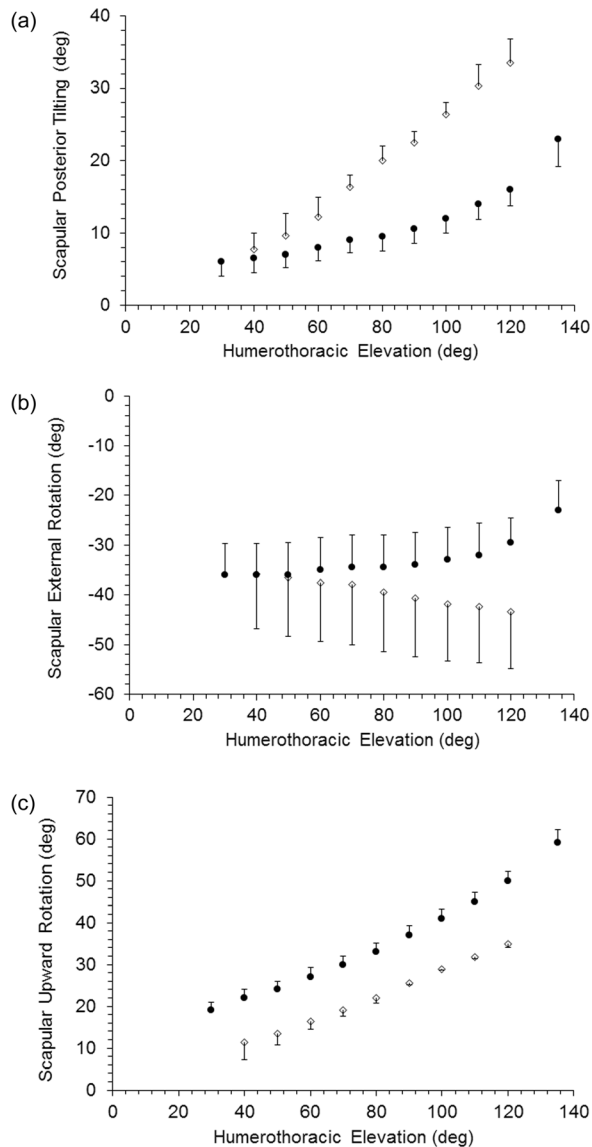 (a)
Scapular Posterior Tilting (deg)
40
30
20
10
0
0 20 40 60 80 100 120 140
Humerothoracic Elevation (deg)
(b)
Scapular External Rotation (deg)
0
-10
-20
-30
-40
-50
-60
0 20 40 60 80 100 120 140
Humerothoracic Elevation (deg)
(c)
Scapular Upward Rotation (deg)
70
60
50
40
30
20
10
0
0 20 40 60 80 100 120 140
Humerothoracic Elevation (deg)